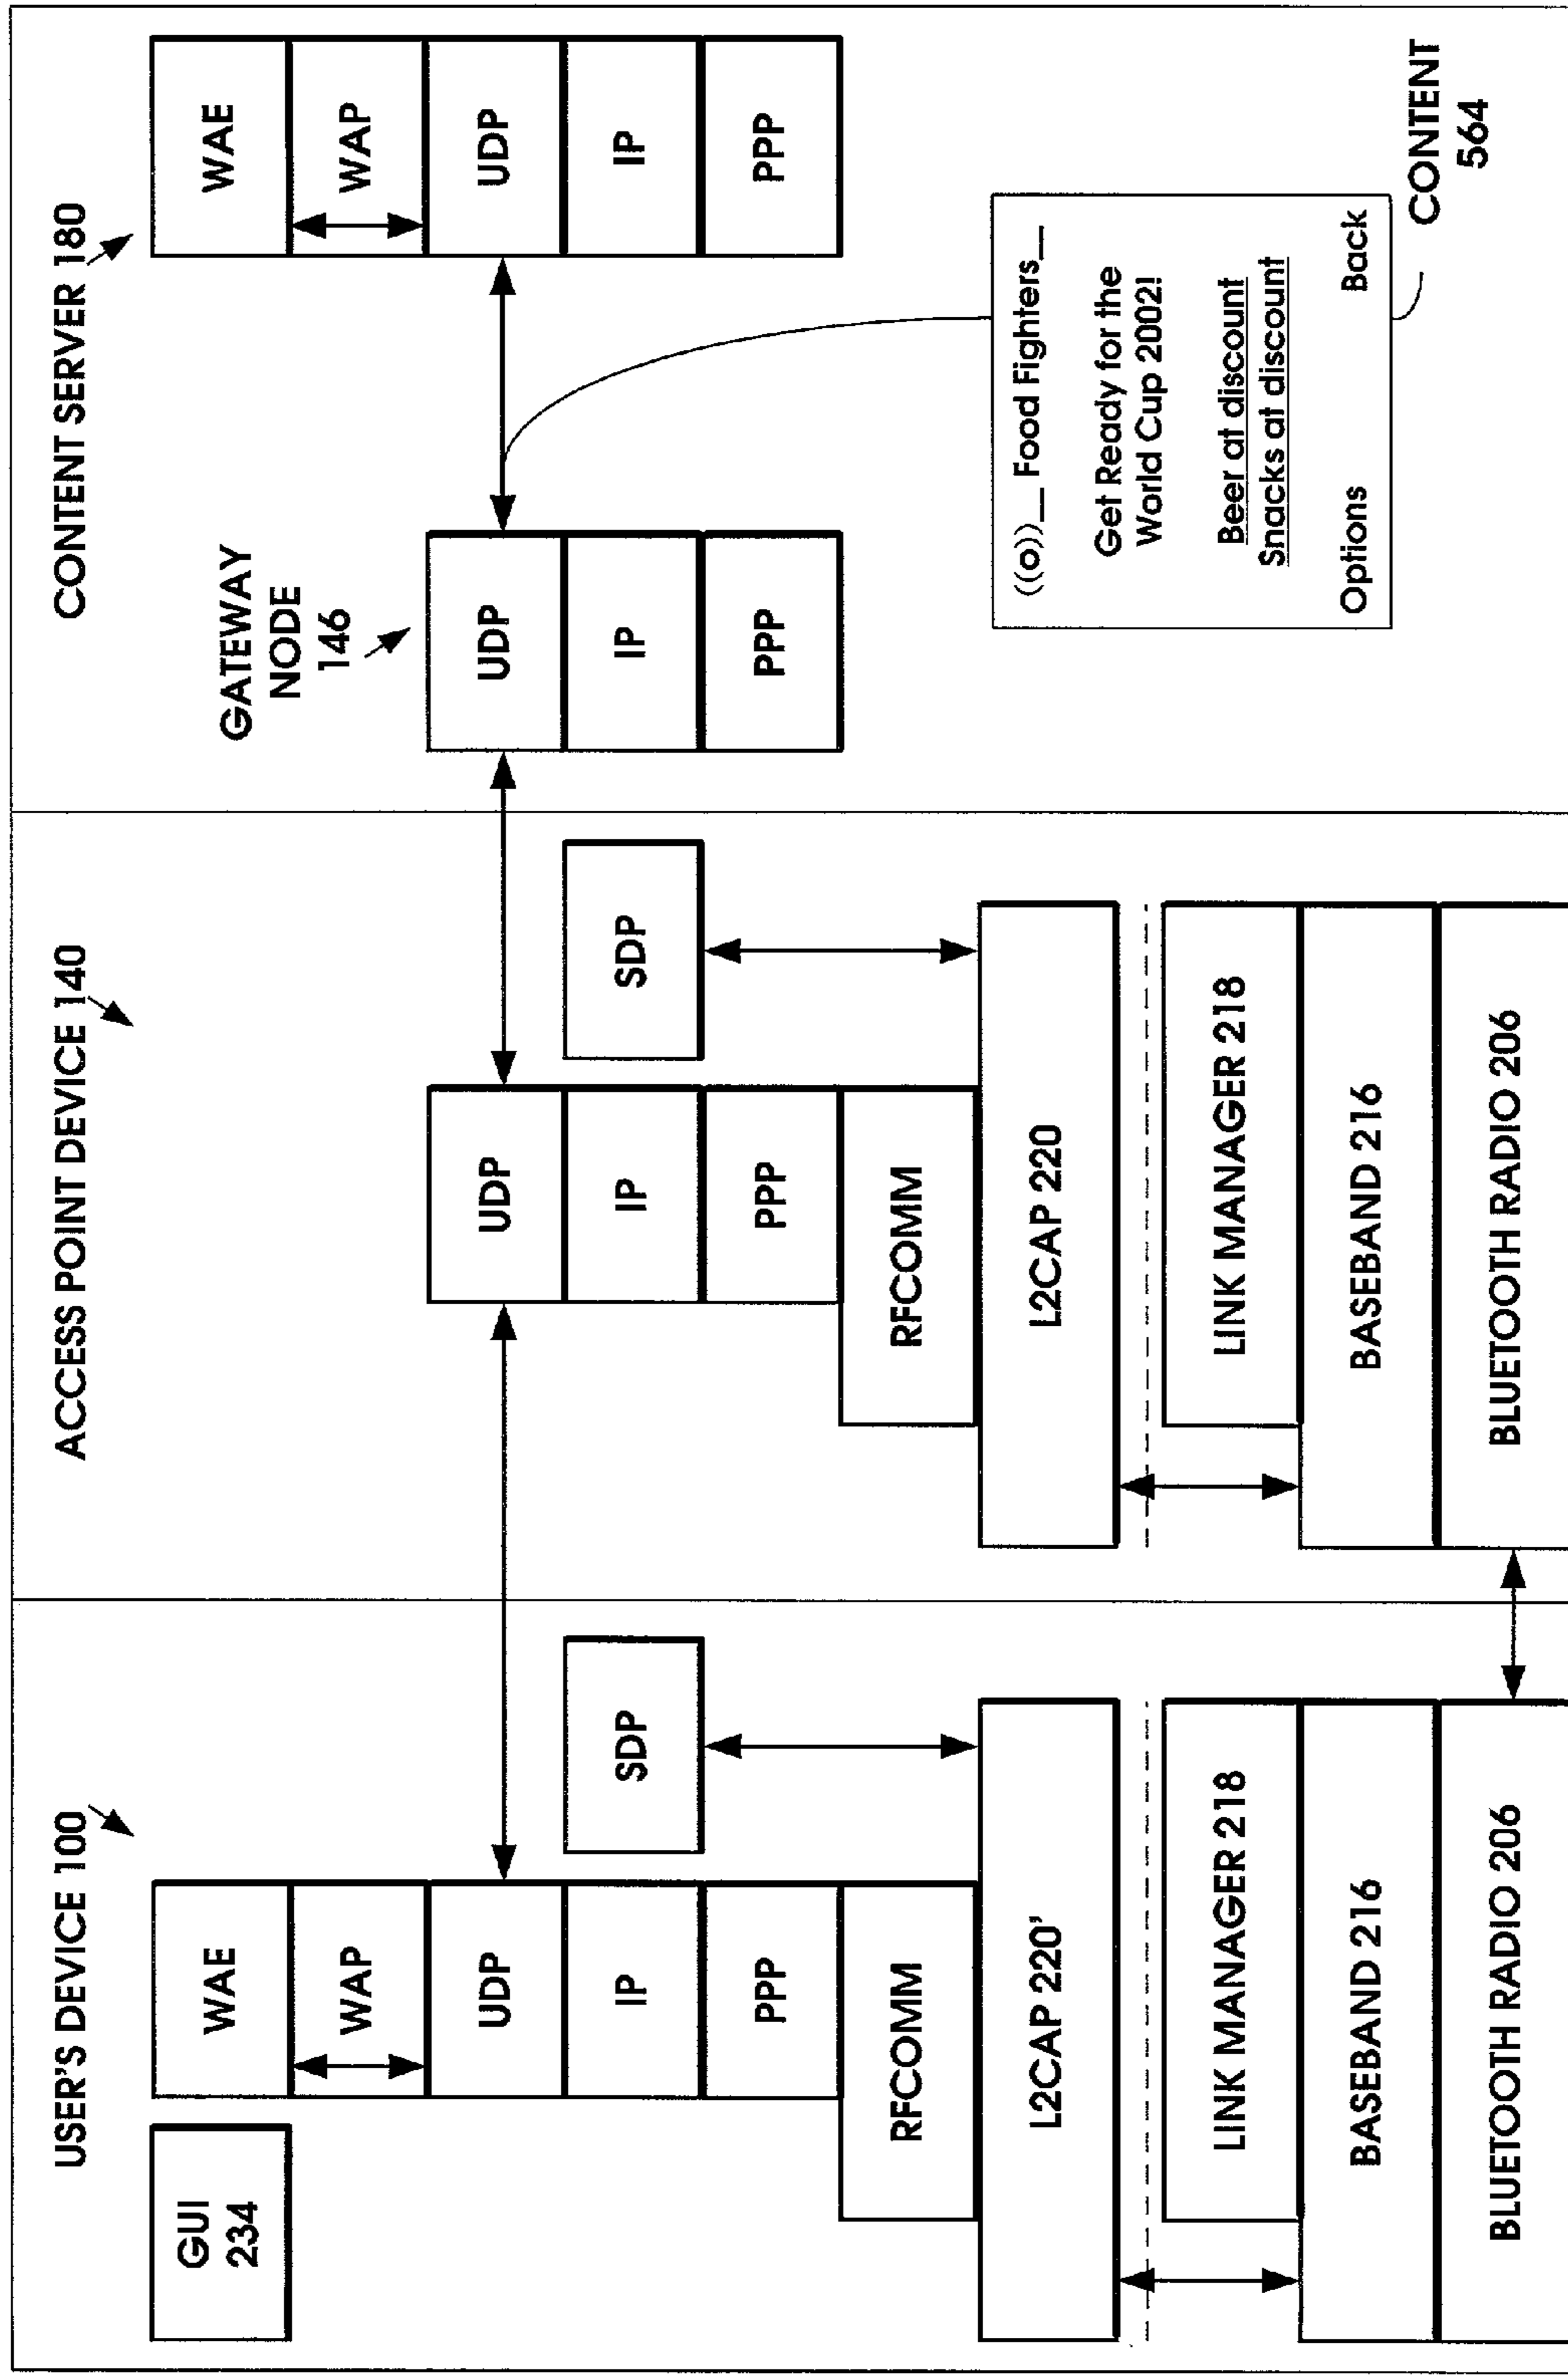 USER'S DEVICE 100
GUI
234
WAE
WAP
UDP
IP
PPP
RFCOMM
SDP
L2CAP 220'
LINK MANAGER 218
BASEBAND 216
BLUETOOTH RADIO 206
ACCESS POINT DEVICE 140
UDP
IP
PPP
RFCOMM
SDP
L2CAP 220
LINK MANAGER 218
BASEBAND 216
BLUETOOTH RADIO 206
CONTENT SERVER 180
GATEWAY
NODE
146
UDP
IP
PPP
WAE
WAP
UDP
IP
PPP
((o))__ Food Fighters__
Get Ready for the
World Cup 2002!
Beer at discount
Snacks at discount
Options Back
CONTENT
564